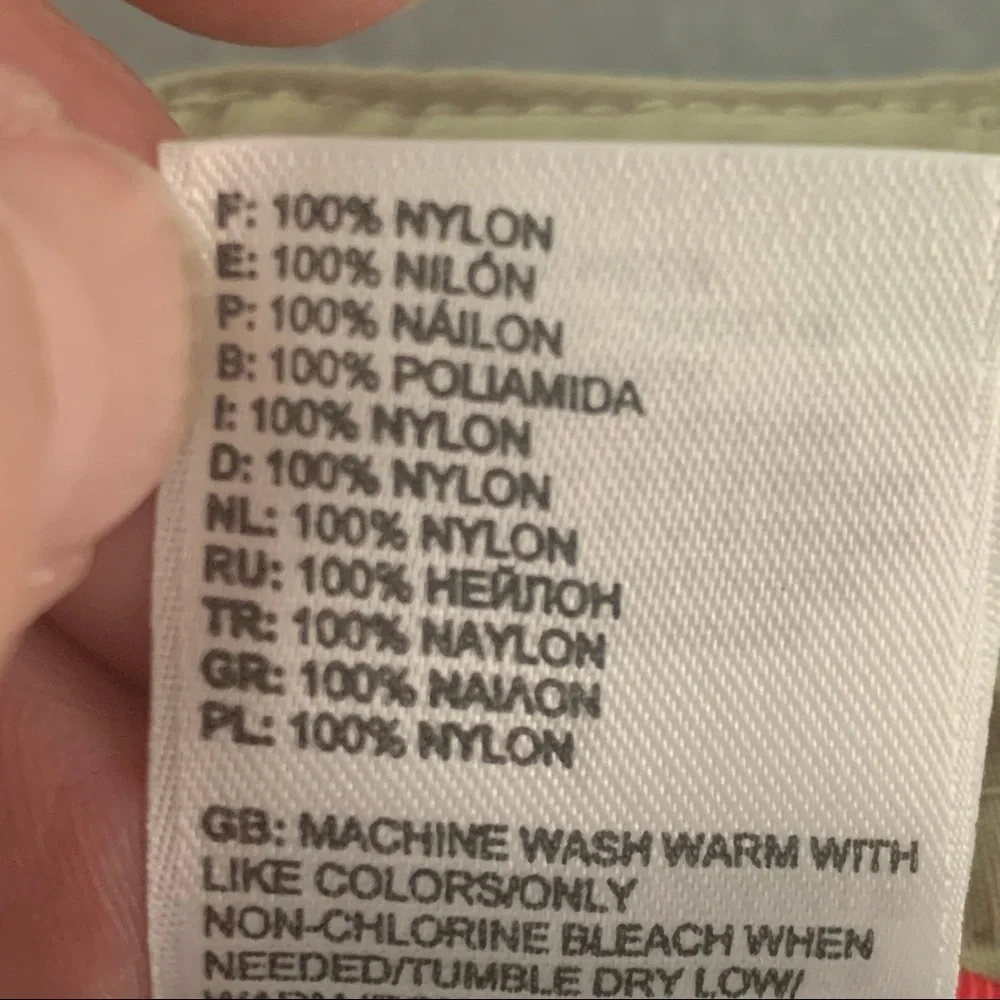 F: 100% NYLON
E: 100% NILÓN
P: 100% NÁILON
B: 100% POLIAMIDA
I: 100% NYLON
D: 100% NYLON
NL: 100% NYLON
RU: 100% НЕЙЛОН
TR: 100% NAYLON
GR: 100% ΝΑΙΛΟΝ
PL: 100% NYLON
GB: MACHINE WASH WARM WITH
LIKE COLORS/ONLY
NON-CHLORINE BLEACH WHEN
NEEDED/TUMBLE DRY LOW/